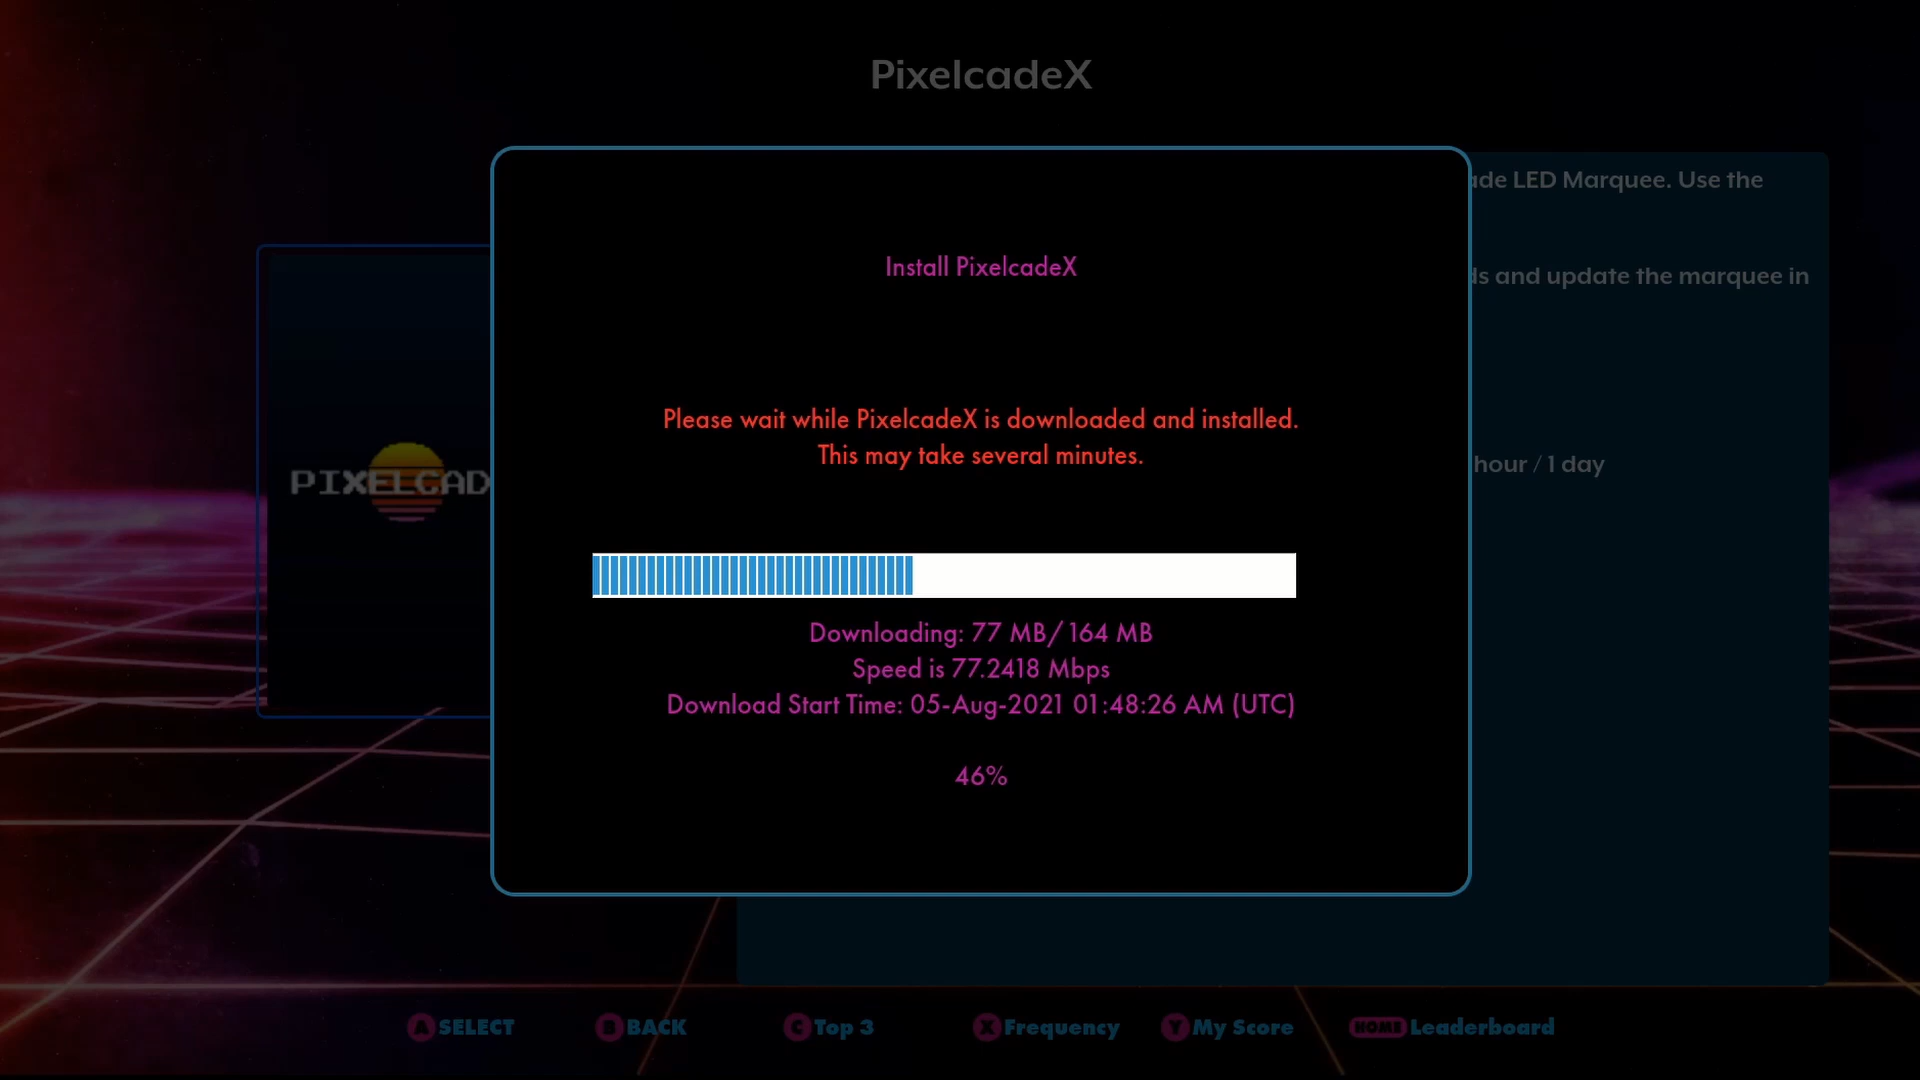 PixelcadeX
ade LED Marquee. Use the
ds and update the marquee in
hour / 1 day
PIXELCAD
Install PixelcadeX
Please wait while PixelcadeX is downloaded and installed.
This may take several minutes.
Downloading: 77 MB/164 MB
Speed is 77.2418 Mbps
Download Start Time: 05-Aug-2021 01:48:26 AM (UTC)
46%
A SELECT B BACK C Top 3 X Frequency Y My Score HOME Leaderboard